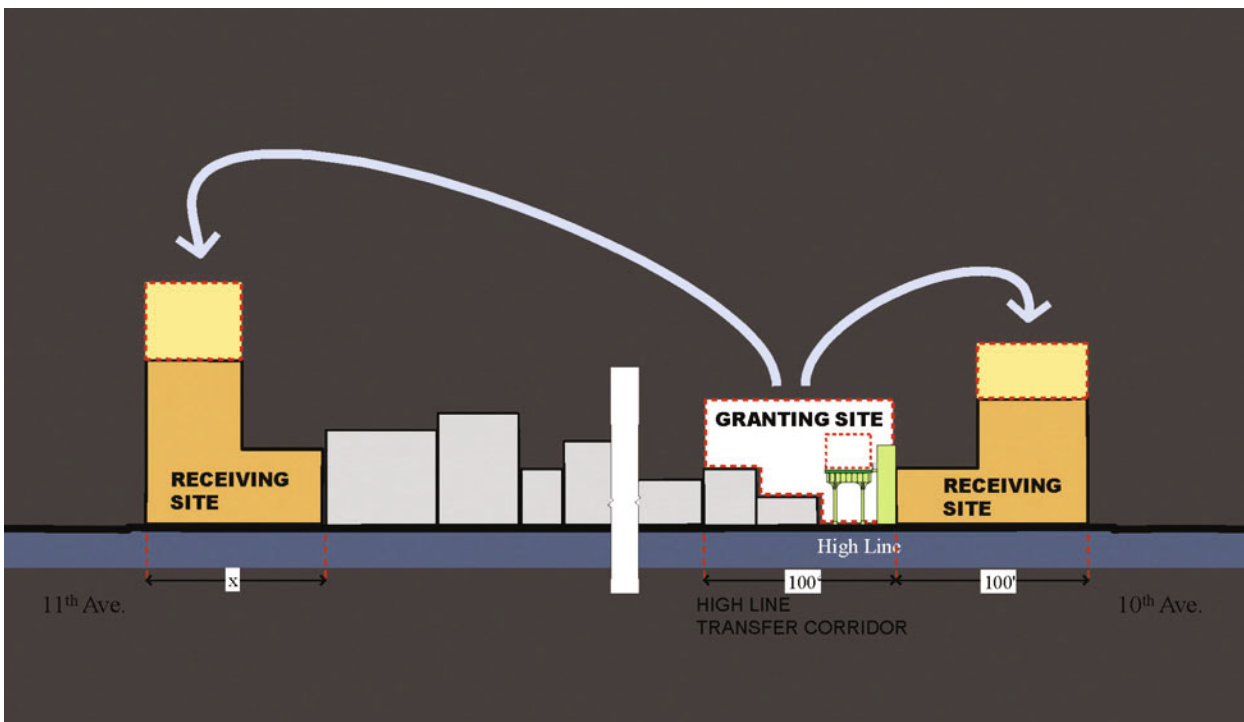 GRANTING SITE
RECEIVING
SITE
RECEIVING
SITE
High Line
x
100'
100'
11th Ave.
HIGH LINE
TRANSFER CORRIDOR
10th Ave.